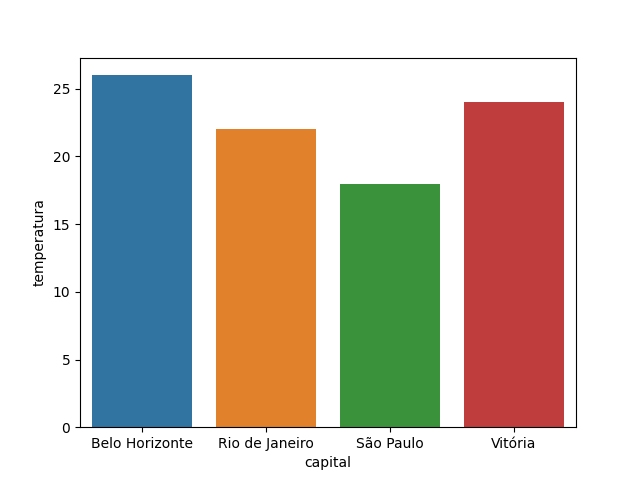 25
20
15
10
5
0
temperatura
Belo Horizonte
Rio de Janeiro
São Paulo
Vitória
capital